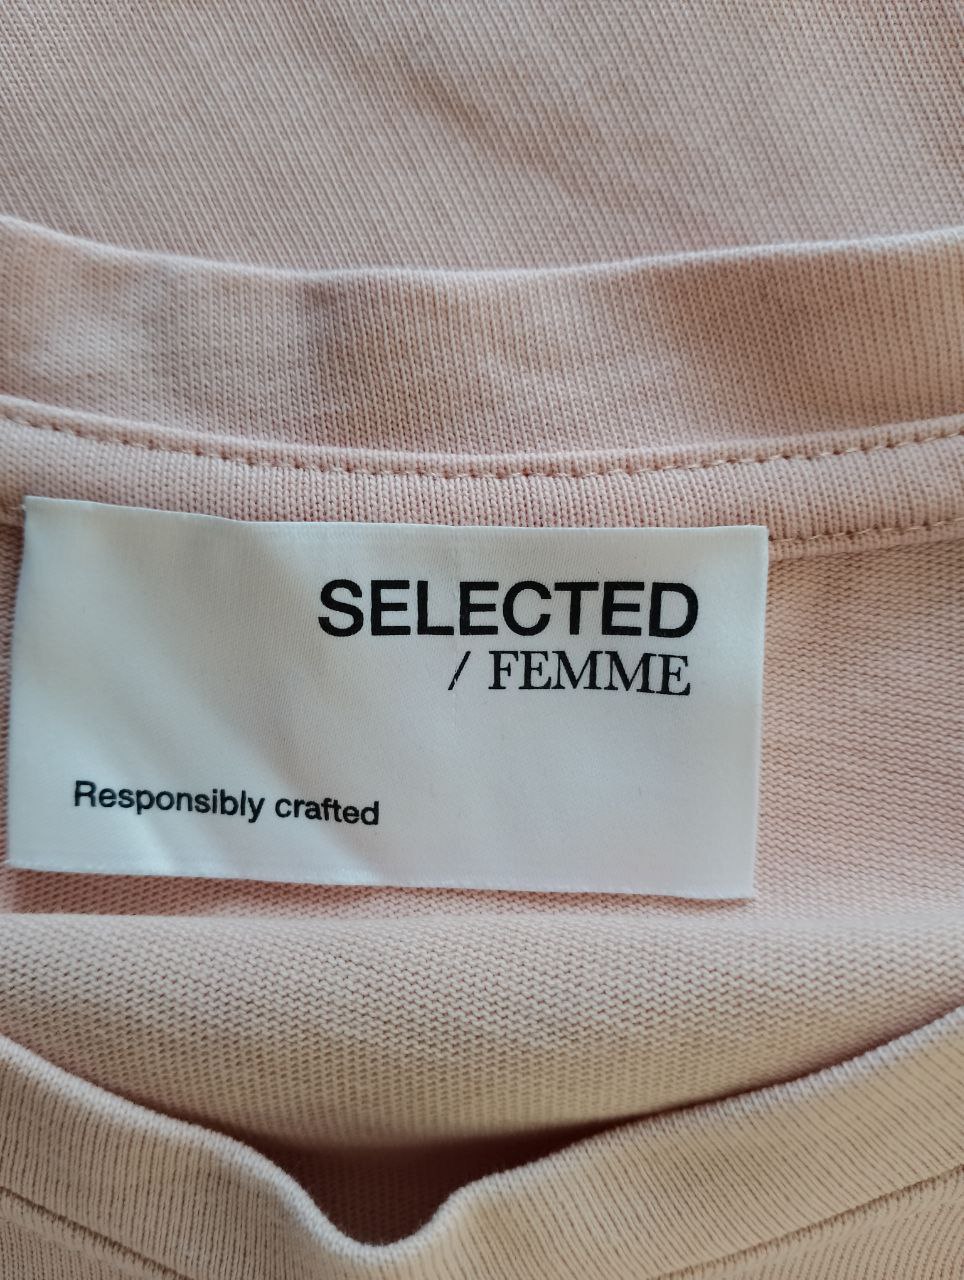 SELECTED
/ FEMME
Responsibly crafted